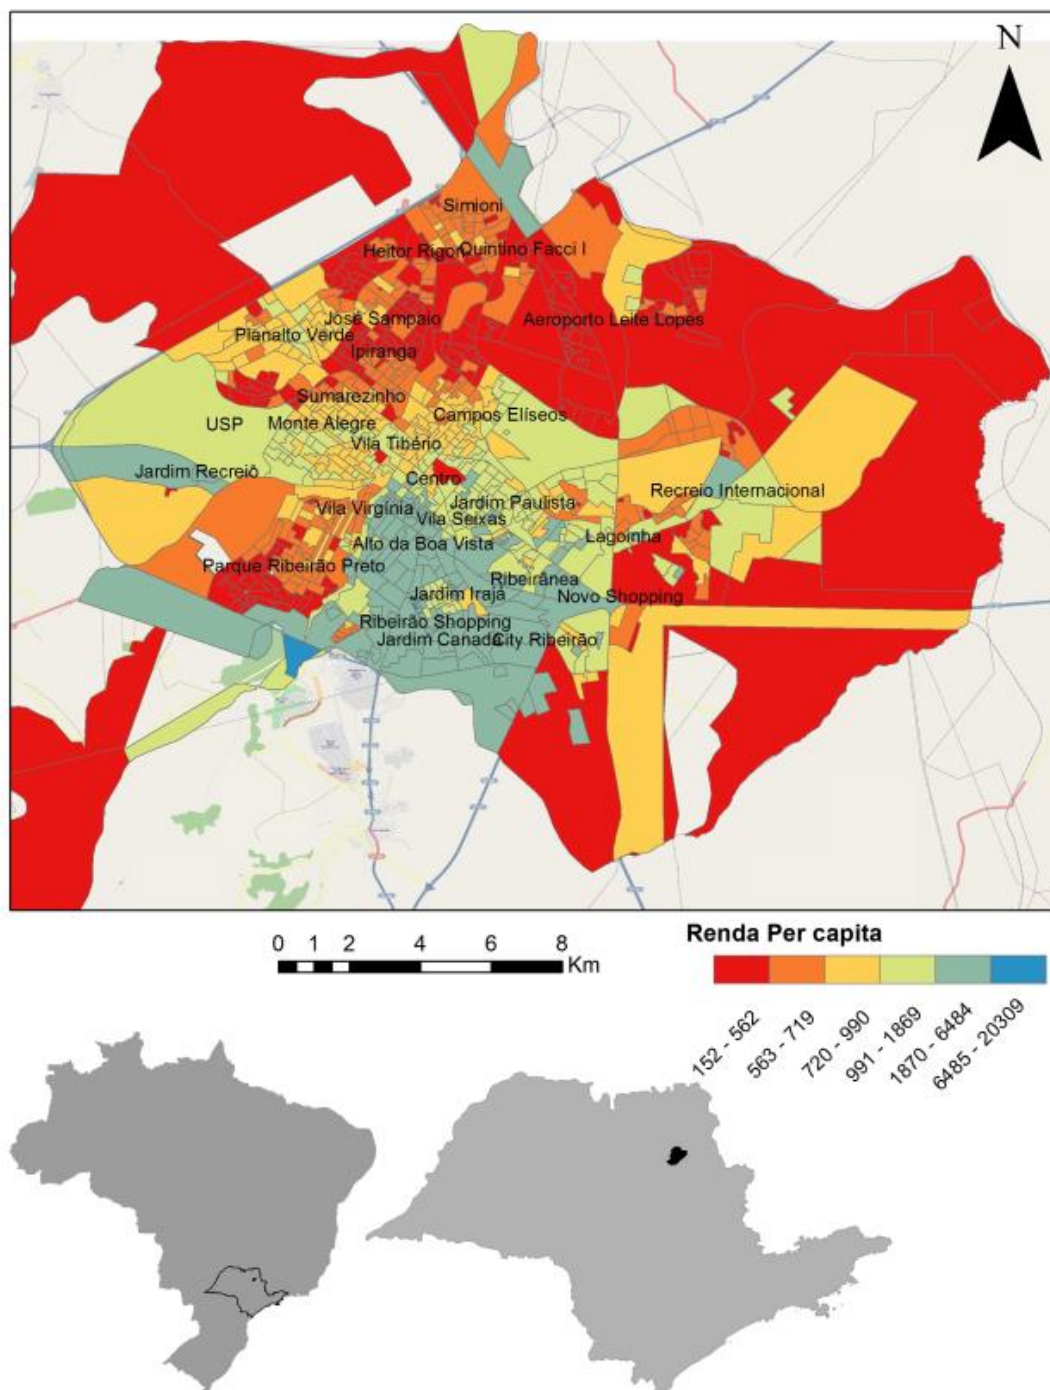 N
Simioni
Heitor Rigon
Quintino Facci I
José Sampaio
Aeroporto Leite Lopes
Planalto Verde
Ipiranga
Sumarezinho
Campos Elíseos
USP
Monte Alegre
Vila Tibério
Jardim Recreio
Centro
Recreio Internacional
Jardim Paulista
Vila Virgínia
Vila Seixas
Lagoinha
Alto da Boa Vista
Parque Ribeirão Preto
Ribeirânea
Jardim Irajá
Novo Shopping
Ribeirão Shopping
Jardim Canadá
City Ribeirão
0 1 2 4 6 8
Km
Renda Per capita
152 - 562
563 - 719
720 - 990
991 - 1869
1870 - 6484
6485 - 20309